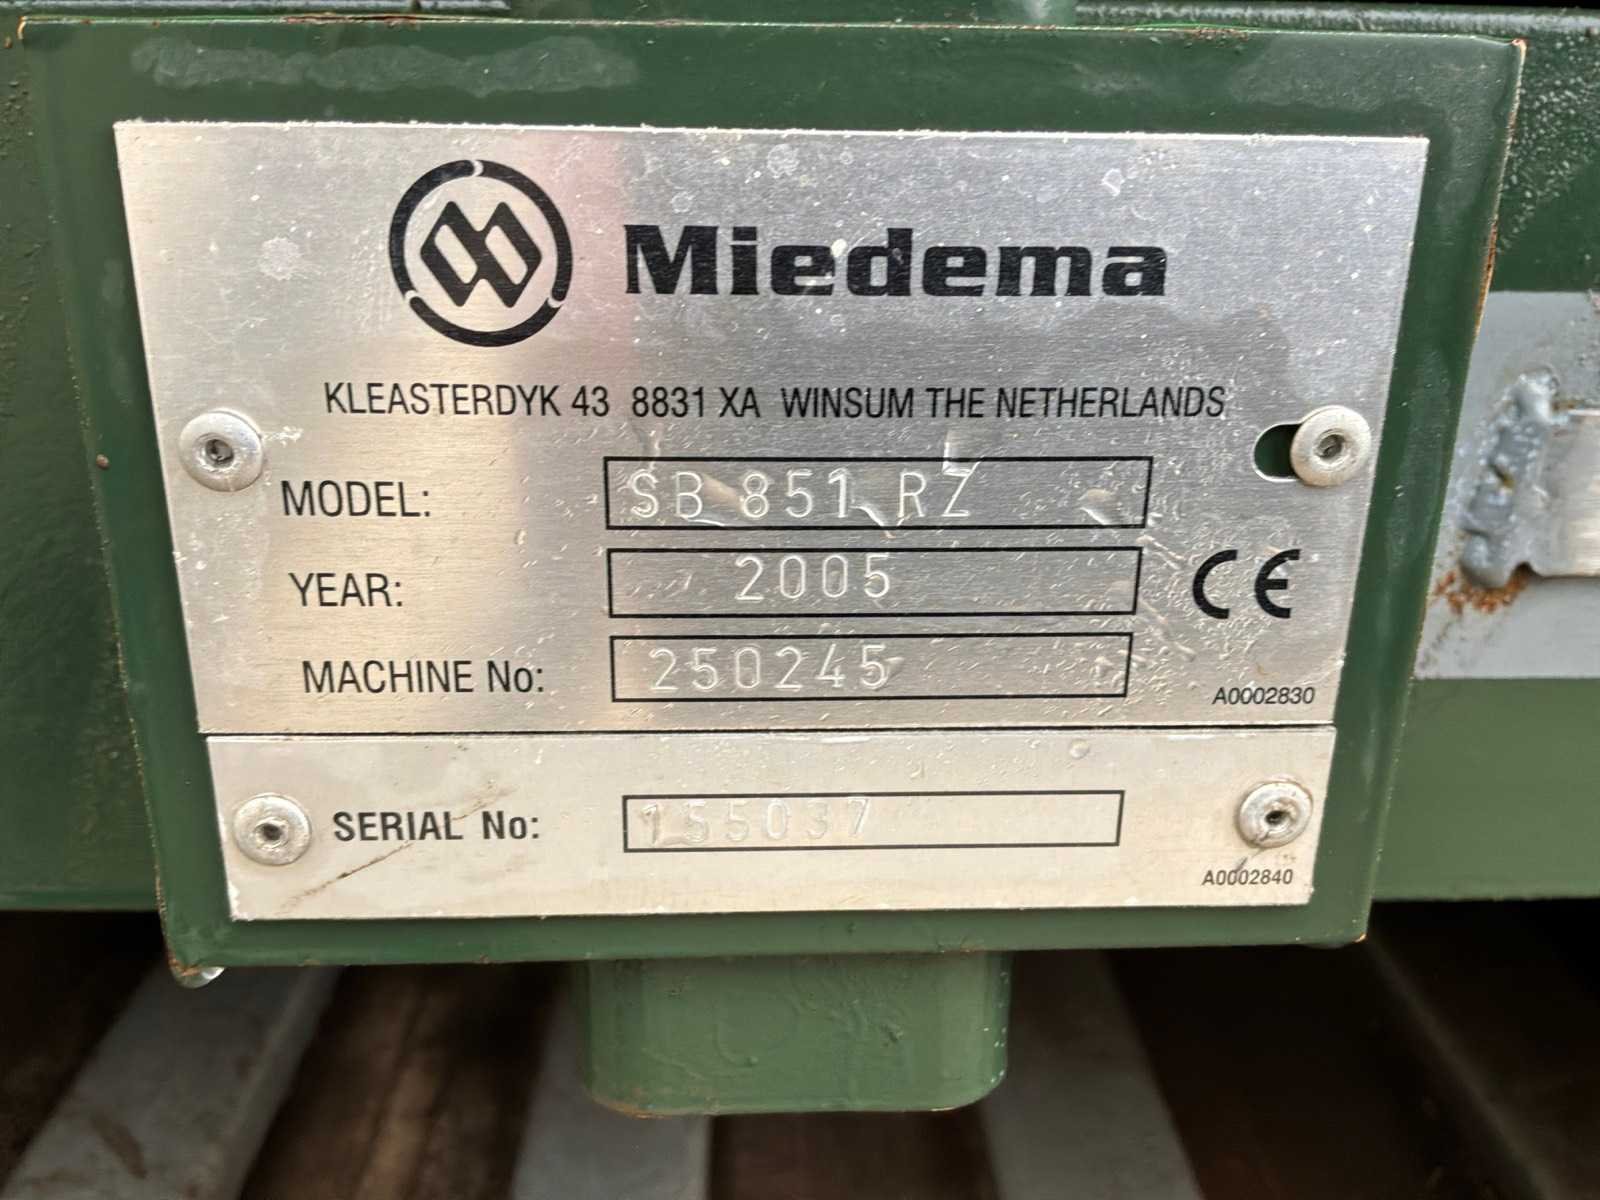 Miedema
KLEASTERDYK 43 8831 XA WINSUM THE NETHERLANDS
MODEL: SB 851 RZ
YEAR: 2005
CE
MACHINE No: 250245
A0002830
SERIAL No: 155037
A0002840